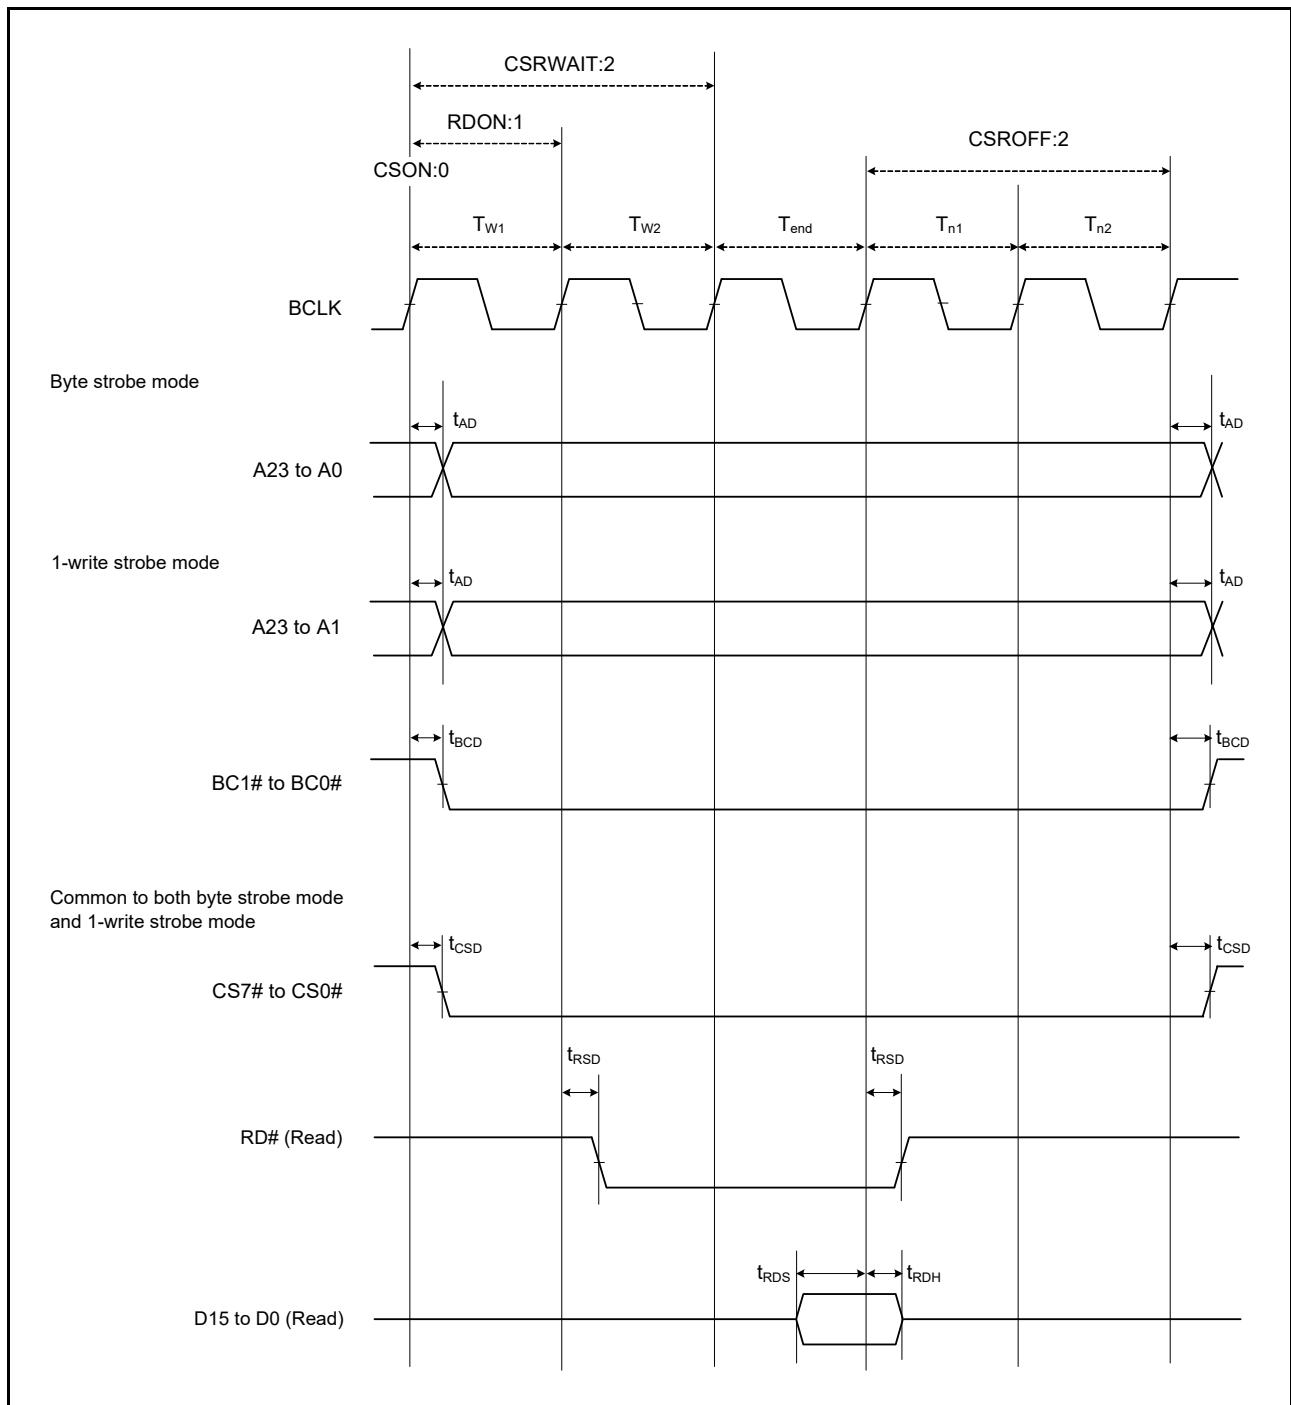 CSRWAIT:2
RDON:1
CSROFF:2
CSON:0
TW1 TW2 Tend Tn1 Tn2
BCLK
Byte strobe mode
tAD tAD
A23 to A0
1-write strobe mode
tAD tAD
A23 to A1
tBCD tBCD
BC1# to BC0#
Common to both byte strobe mode
and 1-write strobe mode
tCSD tCSD
CS7# to CS0#
tRSD tRSD
RD# (Read)
tRDS tRDH
D15 to D0 (Read)